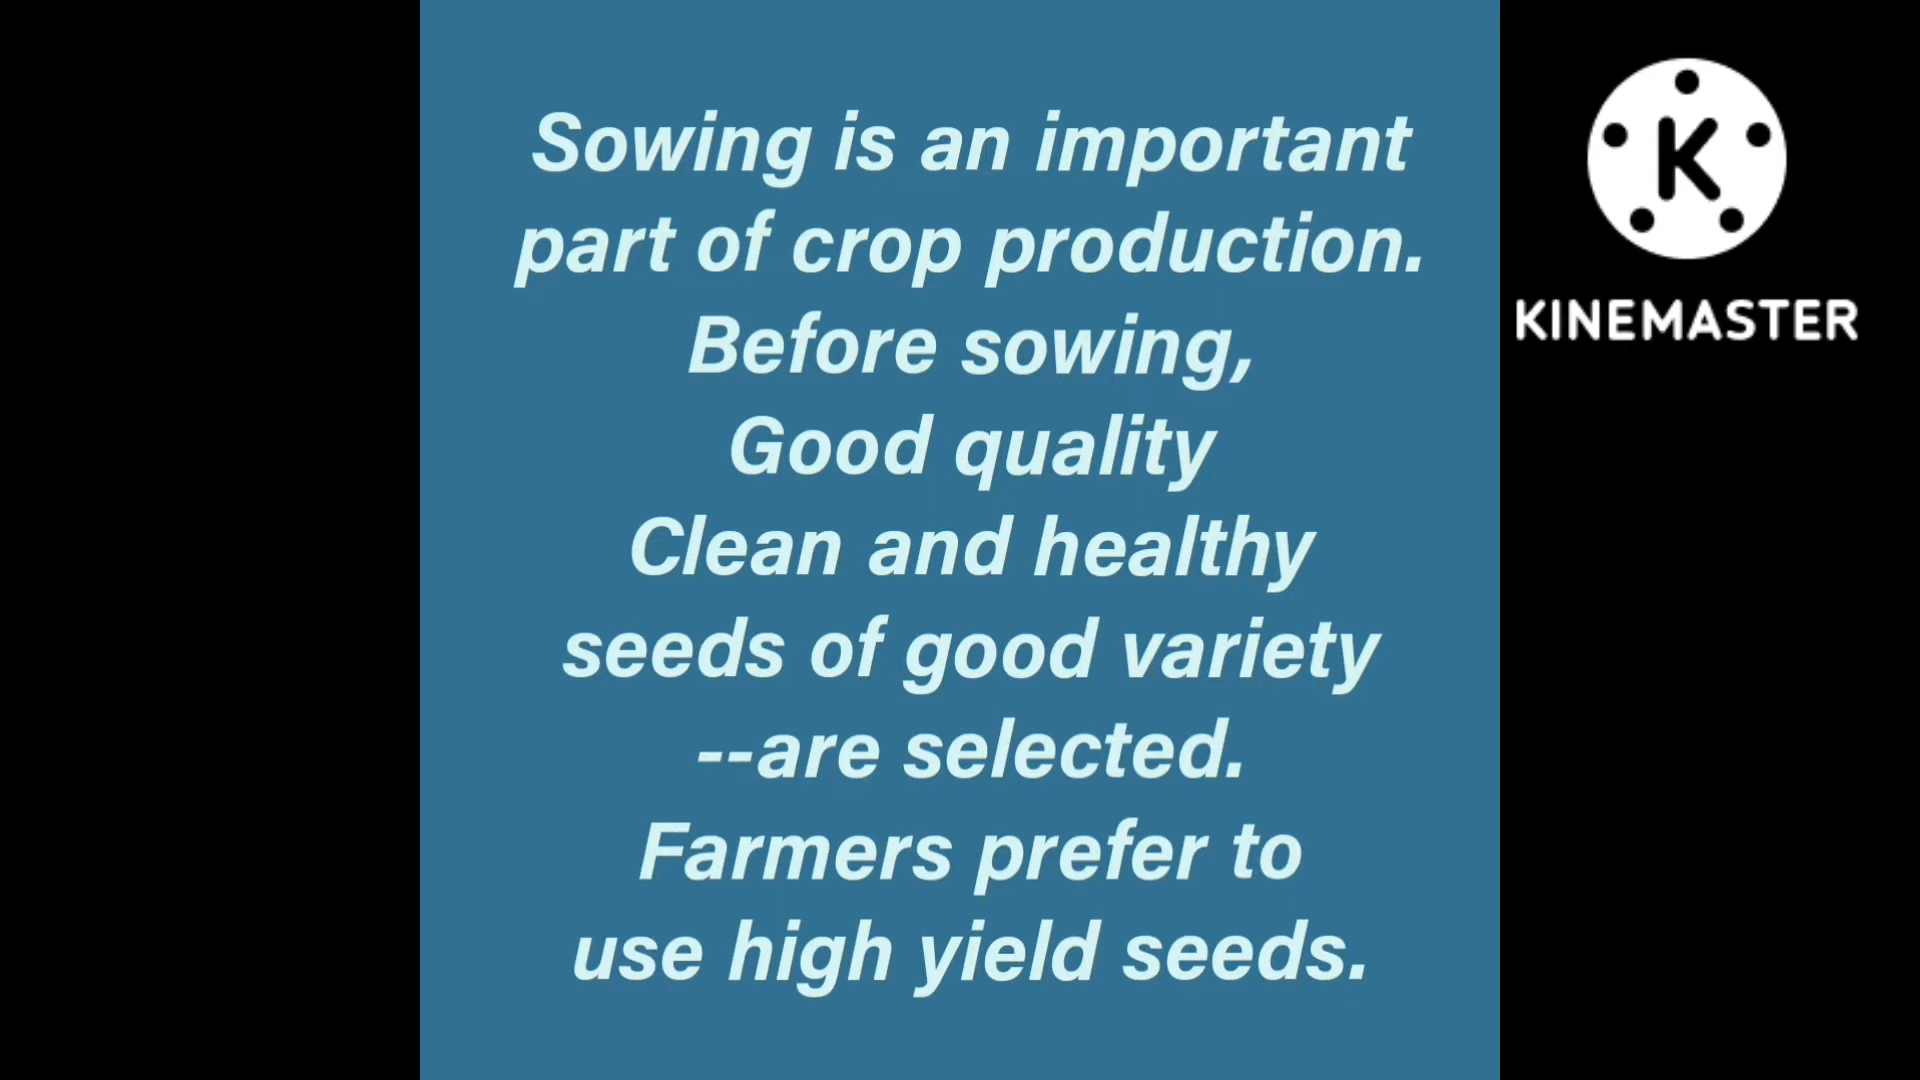 Sowing is an important
part of crop production.
Before sowing,
Good quality
Clean and healthy
seeds of good variety
--are selected.
Farmers prefer to
use high yield seeds.
K
KINEMASTER